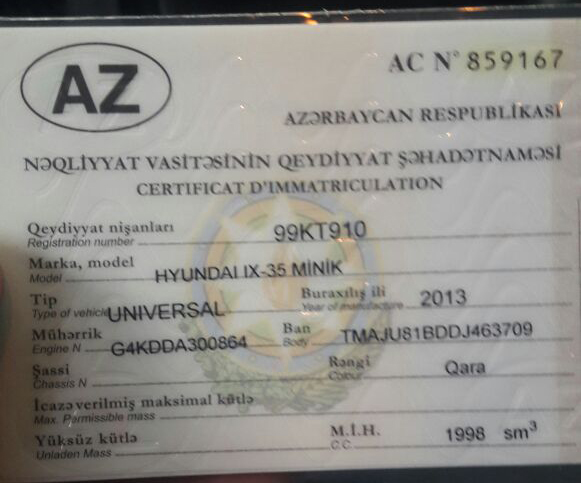 AZ
AC N° 859167
AZƏRBAYCAN RESPUBLİKASI
NƏQLİYYAT VASİTƏSİNİN QEYDİYYAT ŞƏHADƏTNAMƏSİ
CERTIFICAT D'IMMATRICULATION
Qeydiyyat nişanları
Registration number 99KT910
Marka, model
Model HYUNDAI IX-35 MİNİK
Tip Buraxılış ili
Type of vehicle UNIVERSAL Year of manufacture 2013
Mühərrik Ban
Engine N G4KDDA300864 Body TMAJU81BDDJ463709
Şassi Rəngi
Chassis N Colour Qara
İcazə verilmiş maksimal kütlə
Max. Permissible mass
Yüksüz kütlə M.İ.H.
Unladen Mass C.C. 1998 sm³